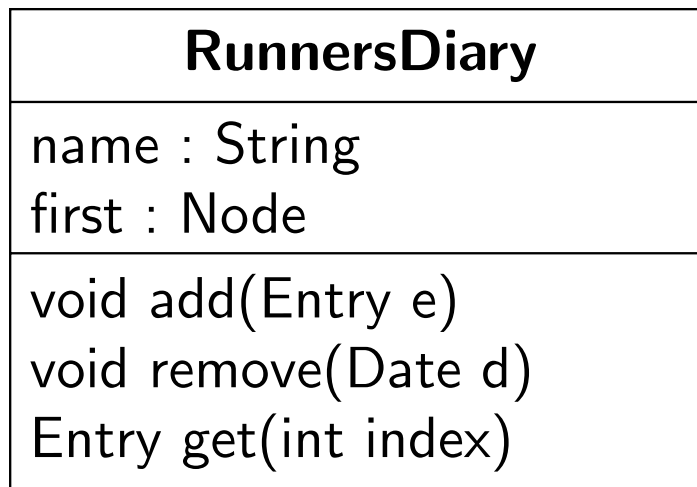 RunnersDiary
name : String
first : Node
void add(Entry e)
void remove(Date d)
Entry get(int index)